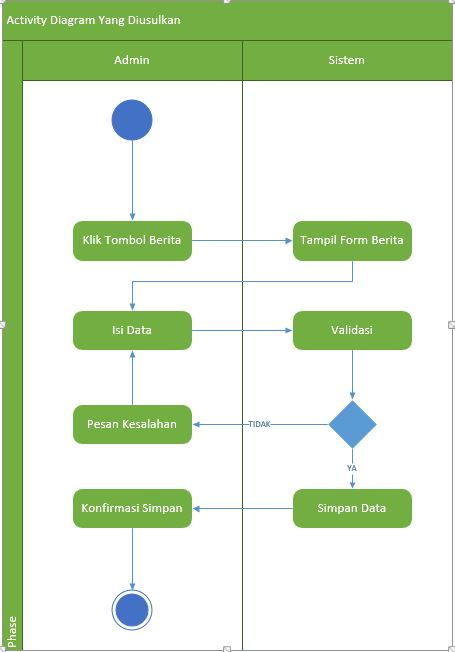 Activity Diagram Yang Diusulkan
Admin
Sistem
Klik Tombol Berita
Tampil Form Berita
Isi Data
Validasi
Pesan Kesalahan
TIDAK
YA
Konfirmasi Simpan
Simpan Data
Phase